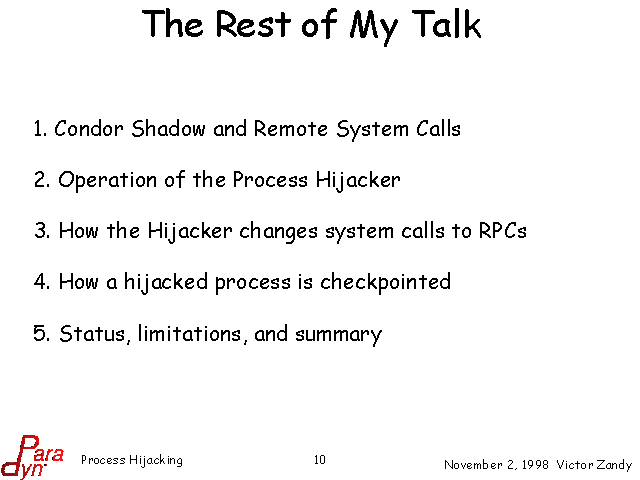 The Rest of My Talk
1. Condor Shadow and Remote System Calls
2. Operation of the Process Hijacker
3. How the Hijacker changes system calls to RPCs
4. How a hijacked process is checkpointed
5. Status, limitations, and summary
Paradyn
Process Hijacking
10
November 2, 1998 Victor Zandy